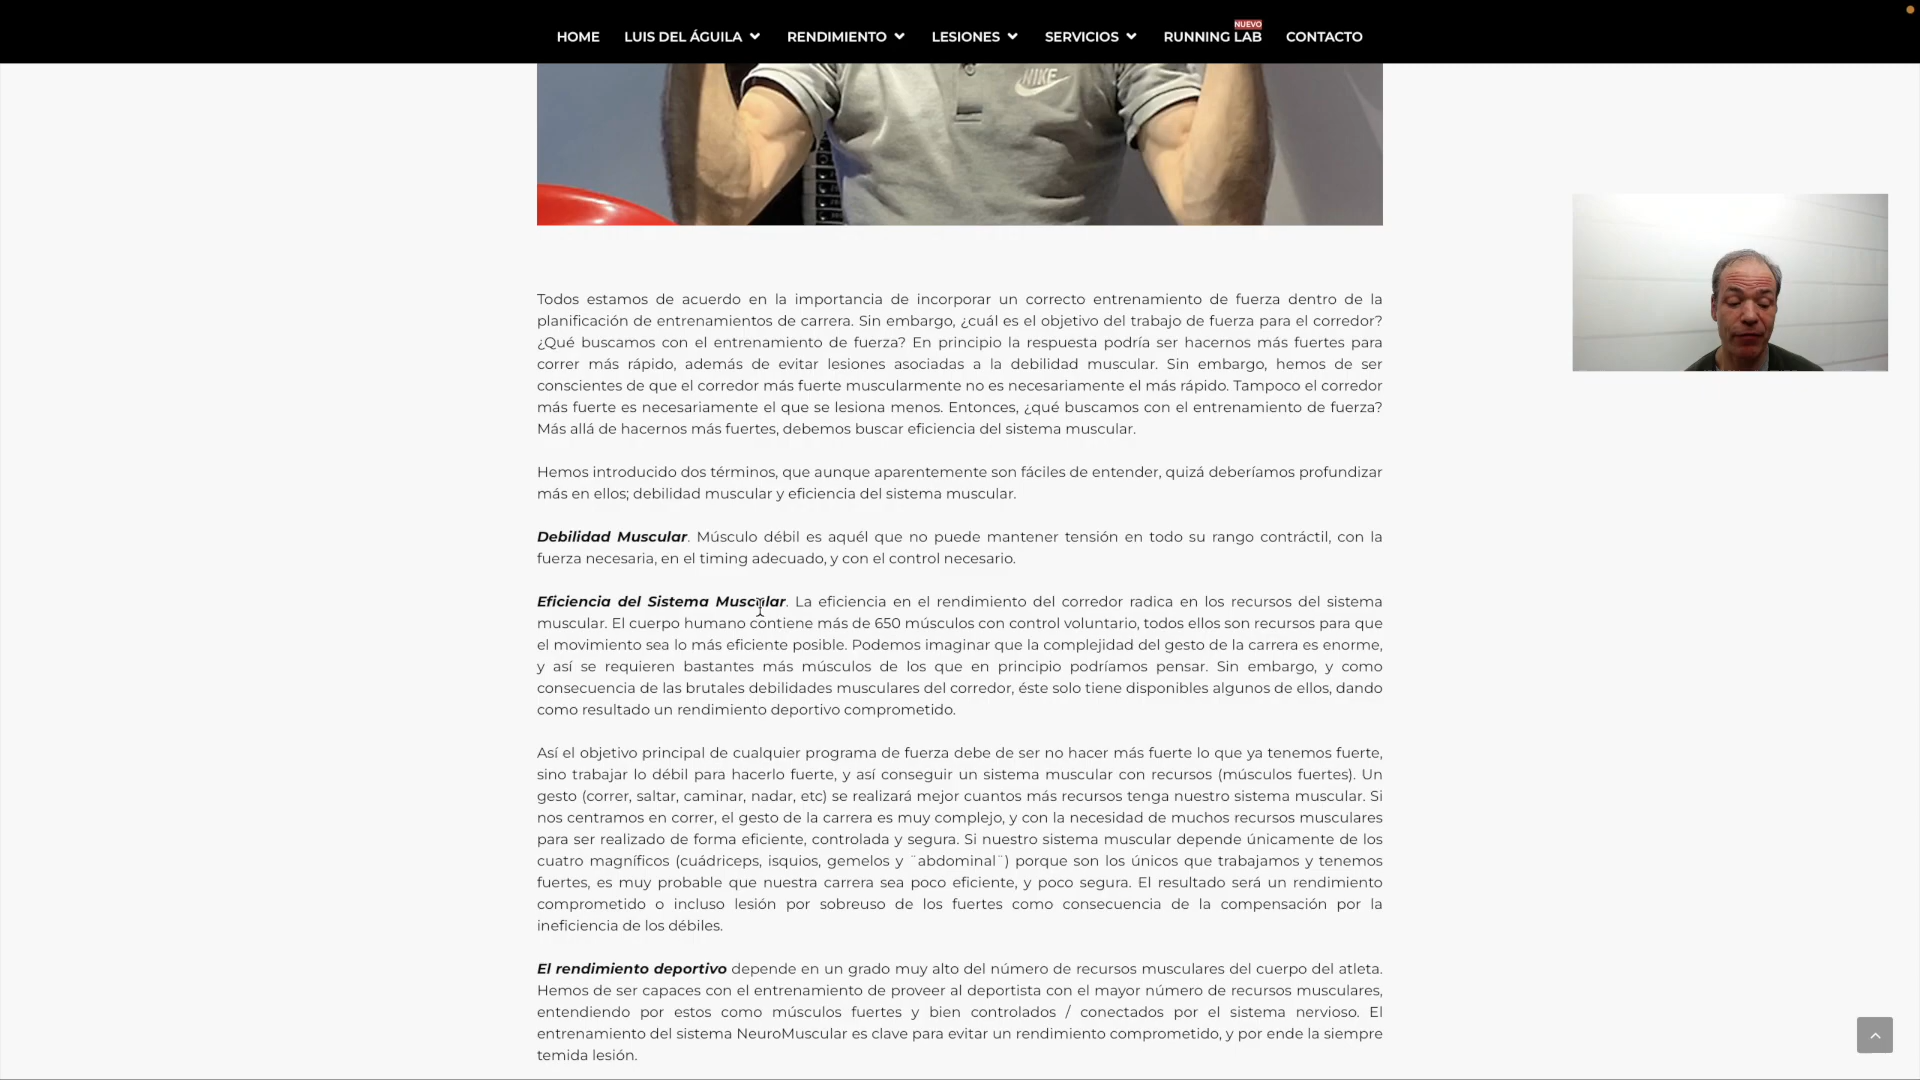 HOME LUIS DEL ÁGUILA RENDIMIENTO LESIONES SERVICIOS RUNNING LAB NUEVO CONTACTO
NIKE
Todos estamos de acuerdo en la importancia de incorporar un correcto entrenamiento de fuerza dentro de la
planificación de entrenamientos de carrera. Sin embargo, ¿cuál es el objetivo del trabajo de fuerza para el corredor?
¿Qué buscamos con el entrenamiento de fuerza? En principio la respuesta podría ser hacernos más fuertes para
correr más rápido, además de evitar lesiones asociadas a la debilidad muscular. Sin embargo, hemos de ser
conscientes de que el corredor más fuerte muscularmente no es necesariamente el más rápido. Tampoco el corredor
más fuerte es necesariamente el que se lesiona menos. Entonces, ¿qué buscamos con el entrenamiento de fuerza?
Más allá de hacernos más fuertes, debemos buscar eficiencia del sistema muscular.
Hemos introducido dos términos, que aunque aparentemente son fáciles de entender, quizá deberíamos profundizar
más en ellos; debilidad muscular y eficiencia del sistema muscular.
Debilidad Muscular. Músculo débil es aquél que no puede mantener tensión en todo su rango contráctil, con la
fuerza necesaria, en el timing adecuado, y con el control necesario.
Eficiencia del Sistema Muscular. La eficiencia en el rendimiento del corredor radica en los recursos del sistema
muscular. El cuerpo humano contiene más de 650 músculos con control voluntario, todos ellos son recursos para que
el movimiento sea lo más eficiente posible. Podemos imaginar que la complejidad del gesto de la carrera es enorme,
y así se requieren bastantes más músculos de los que en principio podríamos pensar. Sin embargo, y como
consecuencia de las brutales debilidades musculares del corredor, éste solo tiene disponibles algunos de ellos, dando
como resultado un rendimiento deportivo comprometido.
Así el objetivo principal de cualquier programa de fuerza debe de ser no hacer más fuerte lo que ya tenemos fuerte,
sino trabajar lo débil para hacerlo fuerte, y así conseguir un sistema muscular con recursos (músculos fuertes). Un
gesto (correr, saltar, caminar, nadar, etc) se realizará mejor cuantos más recursos tenga nuestro sistema muscular. Si
nos centramos en correr, el gesto de la carrera es muy complejo, y con la necesidad de muchos recursos musculares
para ser realizado de forma eficiente, controlada y segura. Si nuestro sistema muscular depende únicamente de los
cuatro magníficos (cuádriceps, isquios, gemelos y ¨abdominal¨) porque son los únicos que trabajamos y tenemos
fuertes, es muy probable que nuestra carrera sea poco eficiente, y poco segura. El resultado será un rendimiento
comprometido o incluso lesión por sobreuso de los fuertes como consecuencia de la compensación por la
ineficiencia de los débiles.
El rendimiento deportivo depende en un grado muy alto del número de recursos musculares del cuerpo del atleta.
Hemos de ser capaces con el entrenamiento de proveer al deportista con el mayor número de recursos musculares,
entendiendo por estos como músculos fuertes y bien controlados / conectados por el sistema nervioso. El
entrenamiento del sistema NeuroMuscular es clave para evitar un rendimiento comprometido, y por ende la siempre
temida lesión.